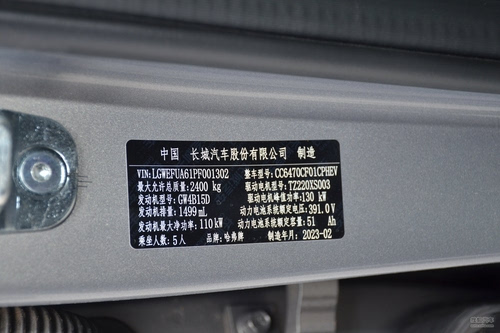 中国 长城汽车股份有限公司 制造
VIN: LGWEFUA61PF001302 整车型号: CC6470CF01CPHEV
最大允许总质量: 2400 kg 驱动电机型号: TZ220XS003
发动机型号: GW4B15D 驱动电机峰值功率: 130 kW
发动机排量: 1499 mL 动力电池系统额定电压: 391.0 V
发动机最大净功率: 110 kW 动力电池系统额定容量: 51 Ah
乘坐人数: 5人 品牌: 哈弗牌 制造年月: 2023-02